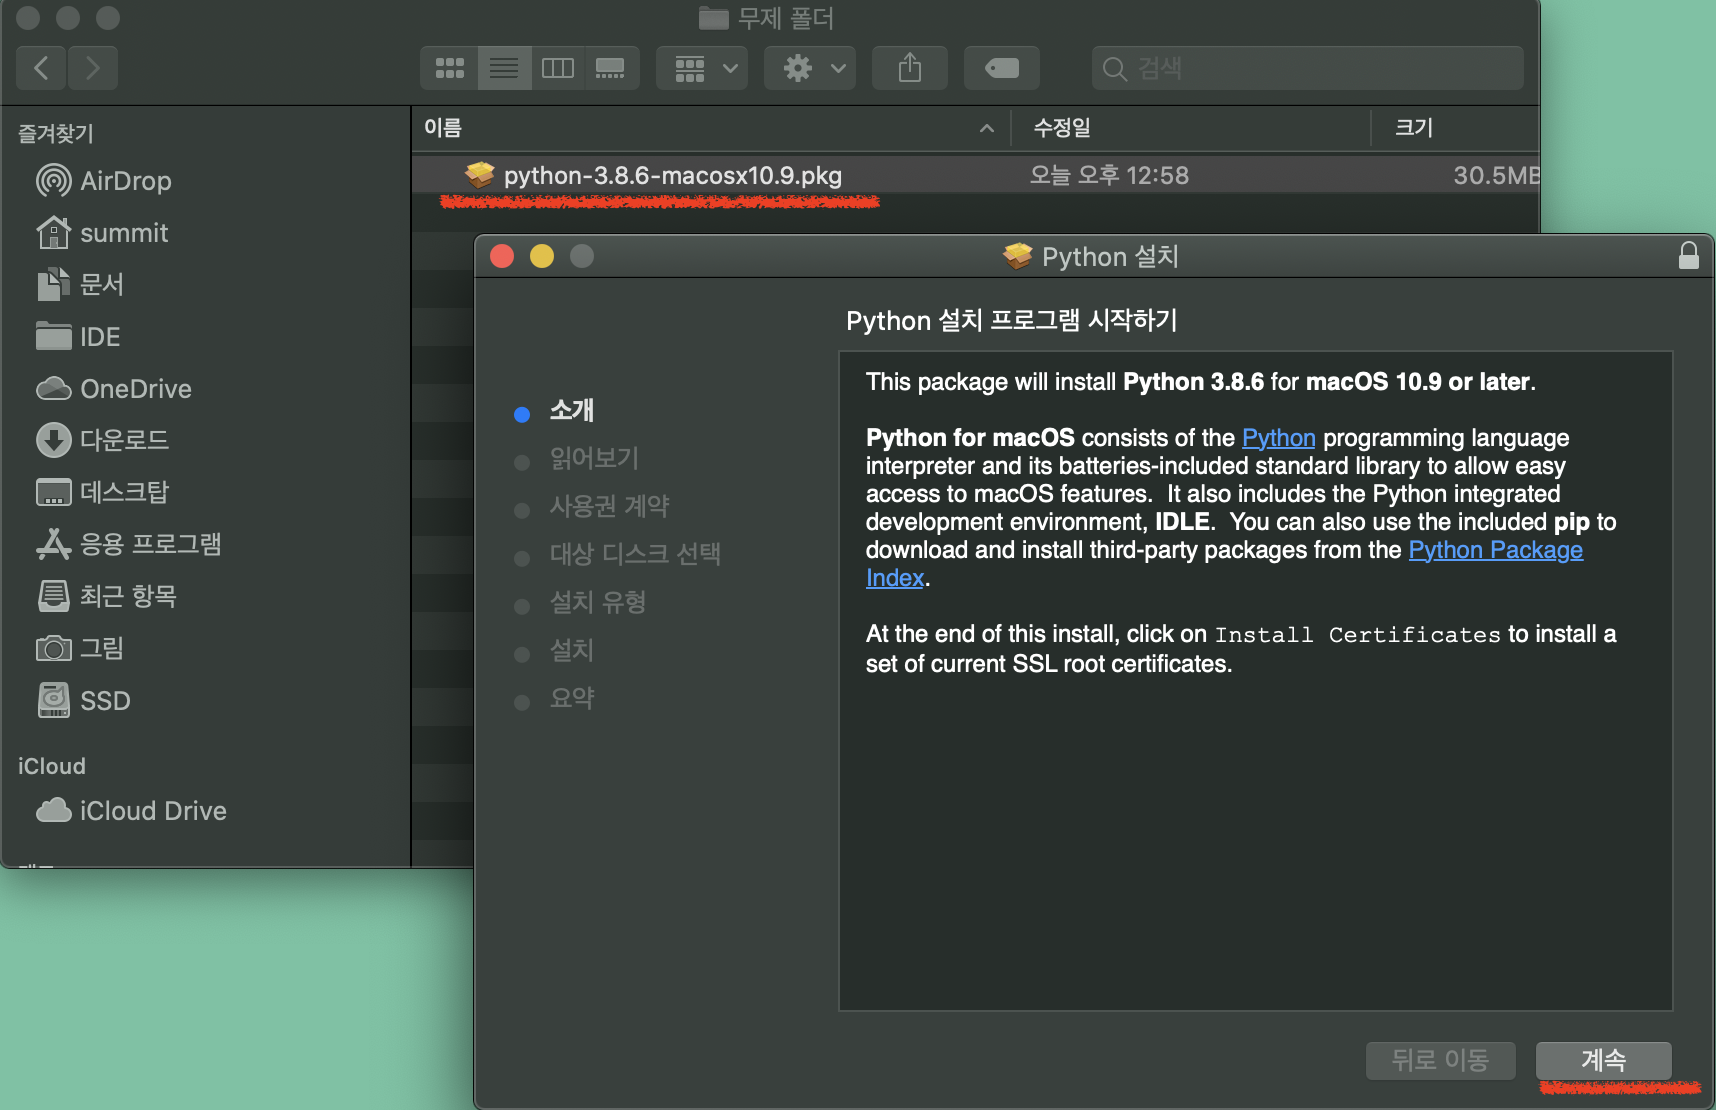 무제 폴더
검색
즐겨찾기
AirDrop
summit
문서
IDE
OneDrive
다운로드
데스크탑
응용 프로그램
최근 항목
그림
SSD
iCloud
iCloud Drive
이름
수정일
크기
python-3.8.6-macosx10.9.pkg
오늘 오후 12:58
30.5MB
Python 설치
Python 설치 프로그램 시작하기
소개
읽어보기
사용권 계약
대상 디스크 선택
설치 유형
설치
요약
This package will install Python 3.8.6 for macOS 10.9 or later.
Python for macOS consists of the Python programming language
interpreter and its batteries-included standard library to allow easy
access to macOS features.  It also includes the Python integrated
development environment, IDLE.  You can also use the included pip to
download and install third-party packages from the Python Package
Index.
At the end of this install, click on Install Certificates to install a
set of current SSL root certificates.
뒤로 이동
계속